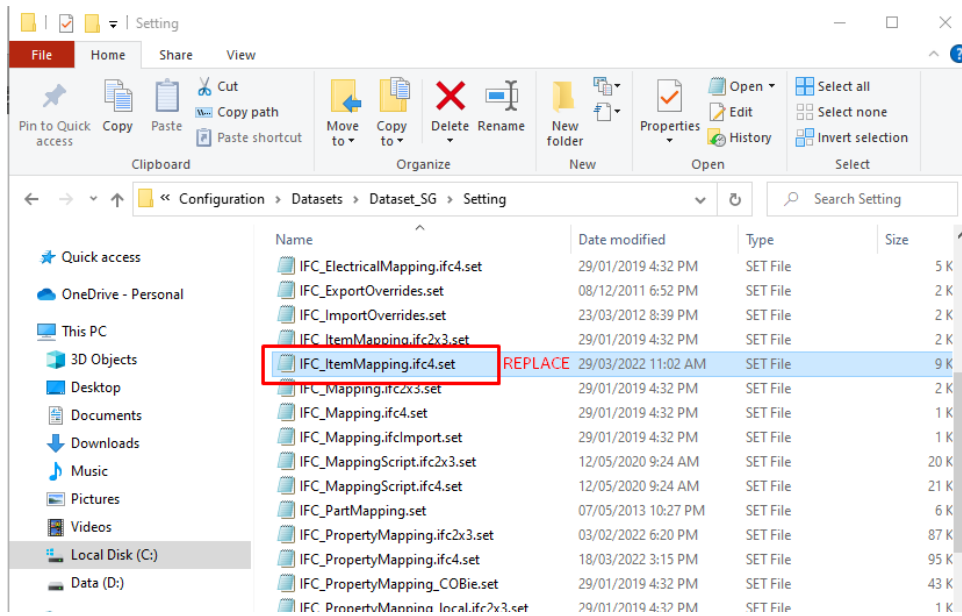 Setting
File Home Share View
Pin to Quick access
Copy
Paste
Cut
Copy path
Paste shortcut
Clipboard
Move to
Copy to
Delete
Rename
Organize
New folder
New
Properties
Open
Edit
History
Open
Select all
Select none
Invert selection
Select
« Configuration > Datasets > Dataset_SG > Setting
Search Setting
Quick access
OneDrive - Personal
This PC
3D Objects
Desktop
Documents
Downloads
Music
Pictures
Videos
Local Disk (C:)
Data (D:)
Name Date modified Type Size
IFC_ElectricalMapping.ifc4.set 29/01/2019 4:32 PM SET File 5 K
IFC_ExportOverrides.set 08/12/2011 6:52 PM SET File 2 K
IFC_ImportOverrides.set 23/03/2012 8:39 PM SET File 2 K
IFC_ItemMapping.ifc2x3.set 29/01/2019 4:32 PM SET File 2 K
IFC_ItemMapping.ifc4.set REPLACE 29/03/2022 11:02 AM SET File 9 K
IFC_Mapping.ifc2x3.set 29/01/2019 4:32 PM SET File 2 K
IFC_Mapping.ifc4.set 29/01/2019 4:32 PM SET File 1 K
IFC_Mapping.ifcImport.set 29/01/2019 4:32 PM SET File 1 K
IFC_MappingScript.ifc2x3.set 12/05/2020 9:24 AM SET File 20 K
IFC_MappingScript.ifc4.set 12/05/2020 9:24 AM SET File 21 K
IFC_PartMapping.set 07/05/2013 10:27 PM SET File 6 K
IFC_PropertyMapping.ifc2x3.set 03/02/2022 6:20 PM SET File 87 K
IFC_PropertyMapping.ifc4.set 18/03/2022 3:15 PM SET File 95 K
IFC_PropertyMapping_COBie.set 29/01/2019 4:32 PM SET File 43 K
IFC_PropertyMapping_local.ifc2x3.set 29/01/2019 4:32 PM SET File 1 K